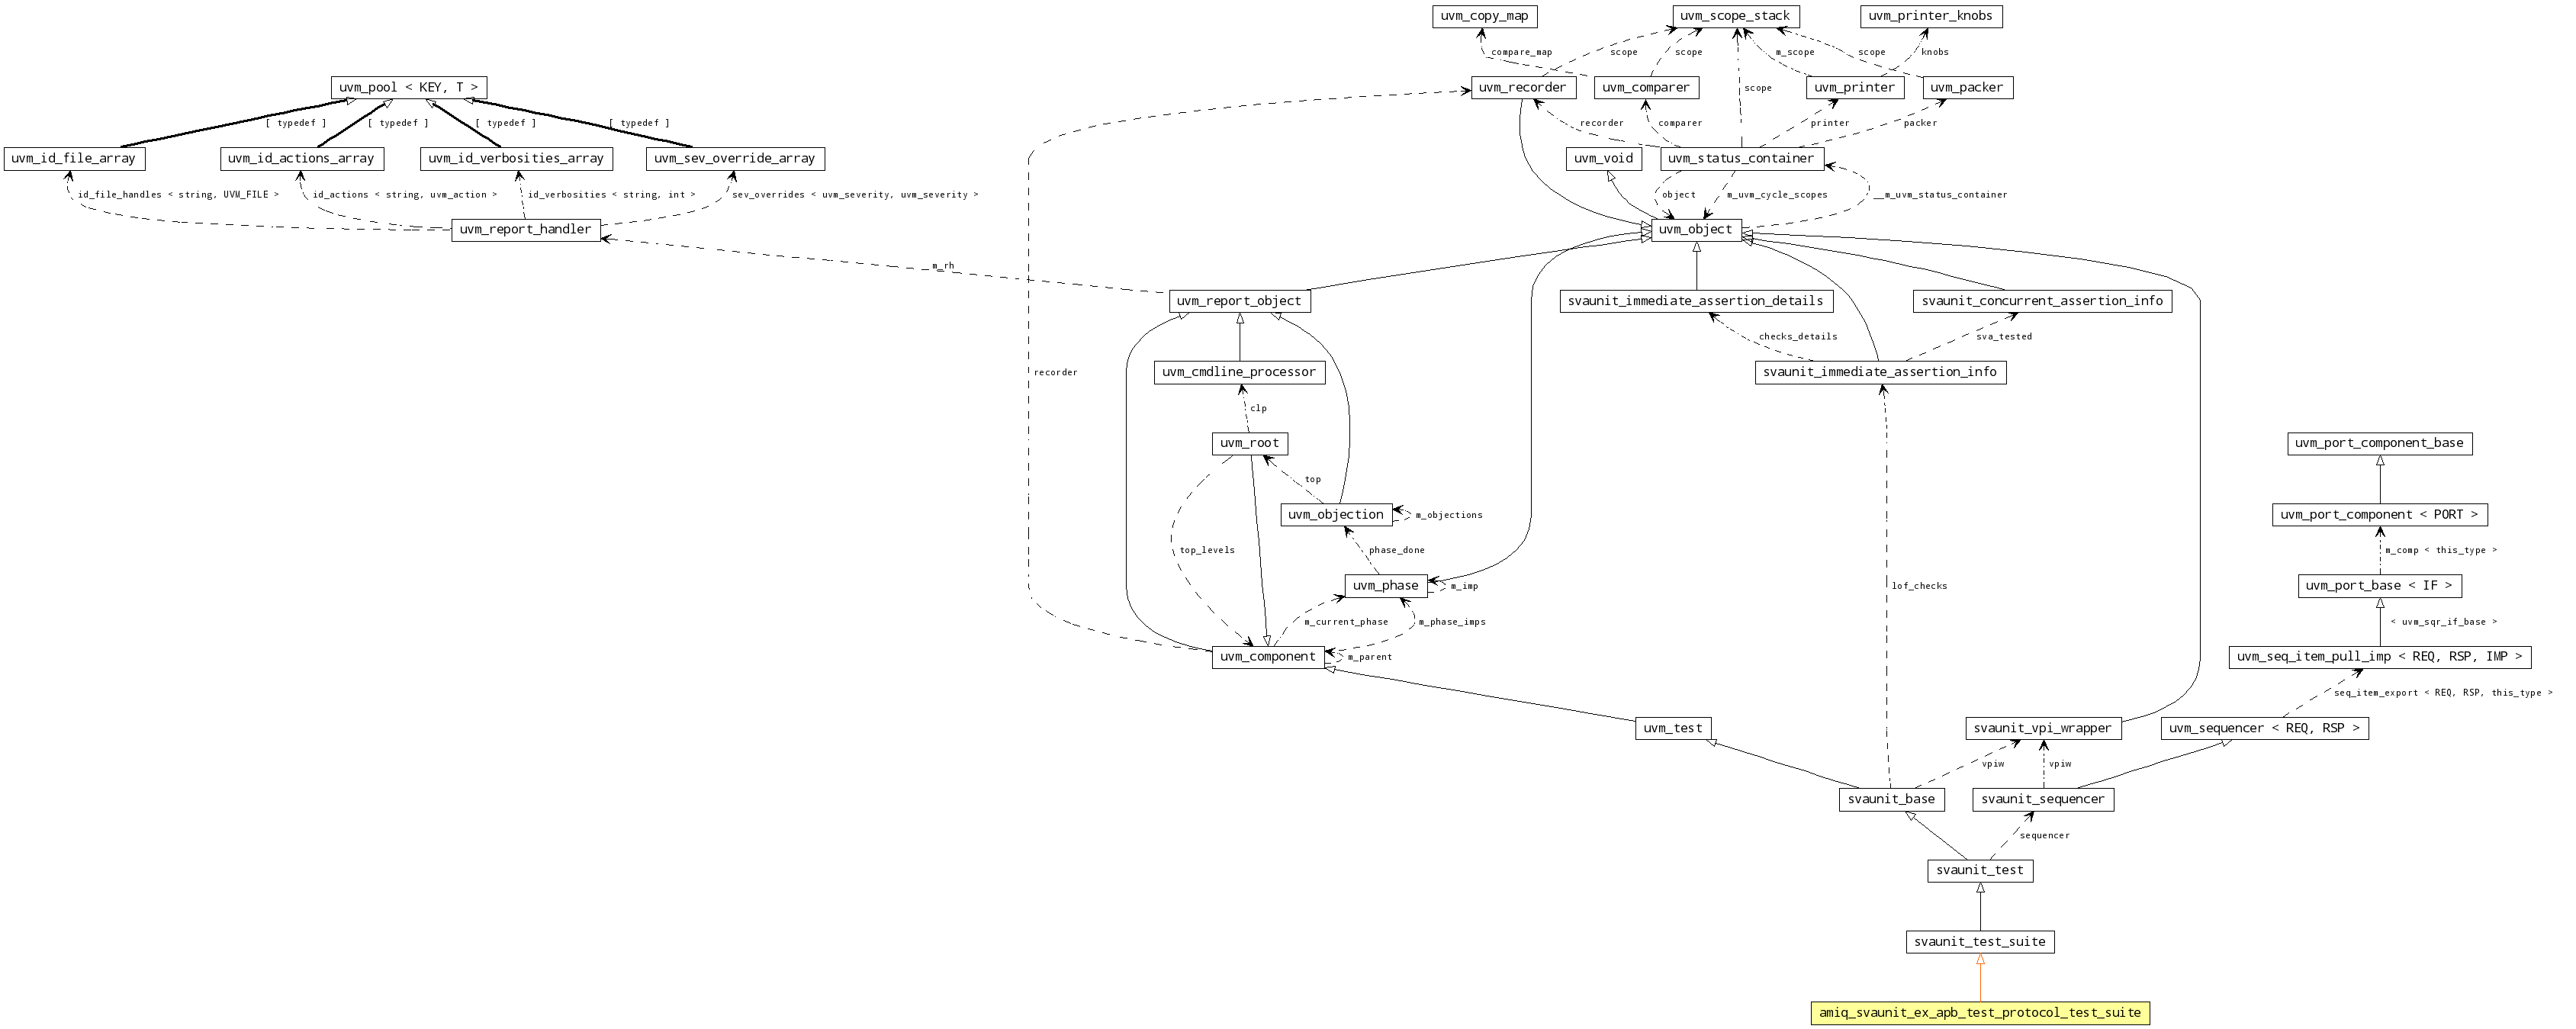 uvm_copy_map
uvm_scope_stack
uvm_printer_knobs
compare_map
scope
scope
m_scope
scope
knobs
uvm_pool < KEY, T >
uvm_recorder
uvm_comparer
scope
uvm_printer
uvm_packer
[ typedef ]
[ typedef ]
[ typedef ]
[ typedef ]
recorder
comparer
printer
packer
uvm_id_file_array
uvm_id_actions_array
uvm_id_verbosities_array
uvm_sev_override_array
uvm_void
uvm_status_container
id_file_handles < string, UVM_FILE >
id_actions < string, uvm_action >
id_verbosities < string, int >
sev_overrides < uvm_severity, uvm_severity >
object
m_uvm_cycle_scopes
__m_uvm_status_container
uvm_report_handler
uvm_object
m_rh
uvm_report_object
svaunit_immediate_assertion_details
svaunit_concurrent_assertion_info
checks_details
sva_tested
recorder
uvm_cmdline_processor
svaunit_immediate_assertion_info
clp
uvm_root
uvm_port_component_base
top
uvm_objection
m_objections
uvm_port_component < PORT >
top_levels
phase_done
m_comp < this_type >
uvm_phase
m_imp
lof_checks
uvm_port_base < IF >
m_current_phase
m_phase_imps
< uvm_sqr_if_base >
uvm_component
m_parent
uvm_seq_item_pull_imp < REQ, RSP, IMP >
seq_item_export < REQ, RSP, this_type >
uvm_test
svaunit_vpi_wrapper
uvm_sequencer < REQ, RSP >
vpiw
vpiw
svaunit_base
svaunit_sequencer
sequencer
svaunit_test
svaunit_test_suite
amiq_svaunit_ex_apb_test_protocol_test_suite